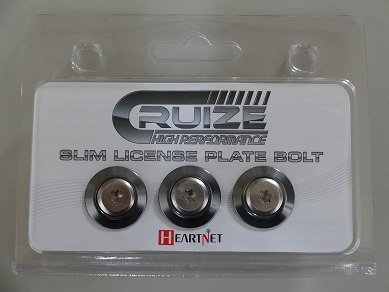 CRUIZE
HIGH PERFORMANCE
SLIM LICENSE PLATE BOLT
HEARTNET